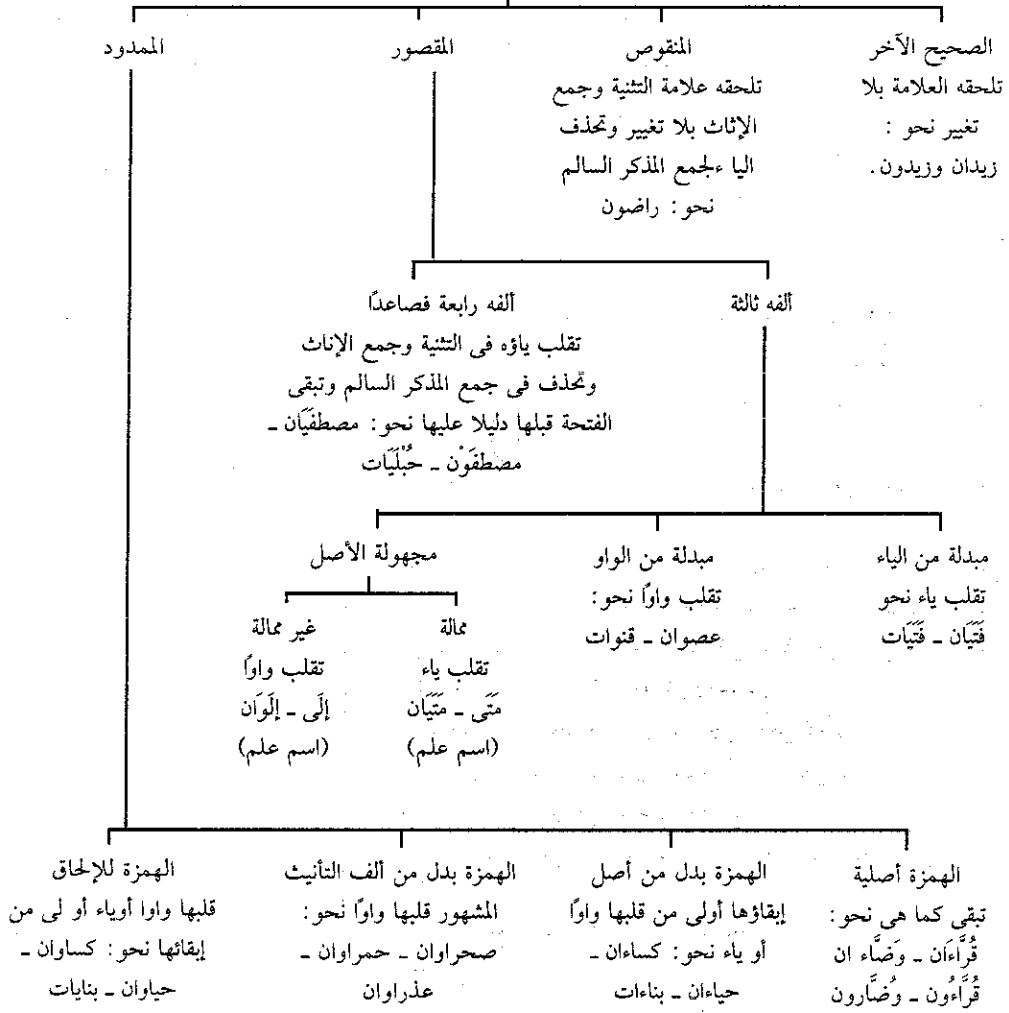 الصحيح الآخر
تلحقه العلامة بلا
تغيير نحو :
زيدان وزيدون .
المنقوص
تلحقه علامة التثنية وجمع
الإثاث بلا تغيير وتحذف
اليا ءلجمع المذكر السالم
نحو : راضون
المقصور
الممدود
ألفه ثالثة
ألفه رابعة فصاعدًا
تقلب ياؤه فى التثنية وجمع الإناث
وتحذف فى جمع المذكر السالم وتبقى
الفتحة قبلها دليلا عليها نحو : مصطفَيَان ـ
مصطفَوْن ـ حُبْلَيَات
مبدلة من الياء
تقلب ياء نحو
فَتَيَان ـ فَتَيَات
مبدلة من الواو
تقلب واوًا نحو :
عصوان ـ قنوات
مجهولة الأصل
ممالة
تقلب ياء
مَتَى ـ مَتَيَان
(اسم علم)
غير ممالة
تقلب واوًا
إلَى ـ إلَوَان
(اسم علم)
الهمزة أصلية
تبقى كما هى نحو :
قُرَّاءَان ـ وَضَّاء ان
قُرَّاءُون ـ وُضَّارون
الهمزة بدل من أصل
إبقاؤها أولى من قلبها واوًا
أو ياء نحو : كساءان ـ
حياءان ـ بناءات
الهمزة بدل من ألف التأنيث
المشهور قلبها واوًا نحو :
صحراوان ـ حمراوان ـ
عذراوان
الهمزة للإلحاق
قلبها واوا أوياء أو لى من
إبقائها نحو : كساوان ـ
حياوان ـ بنايات